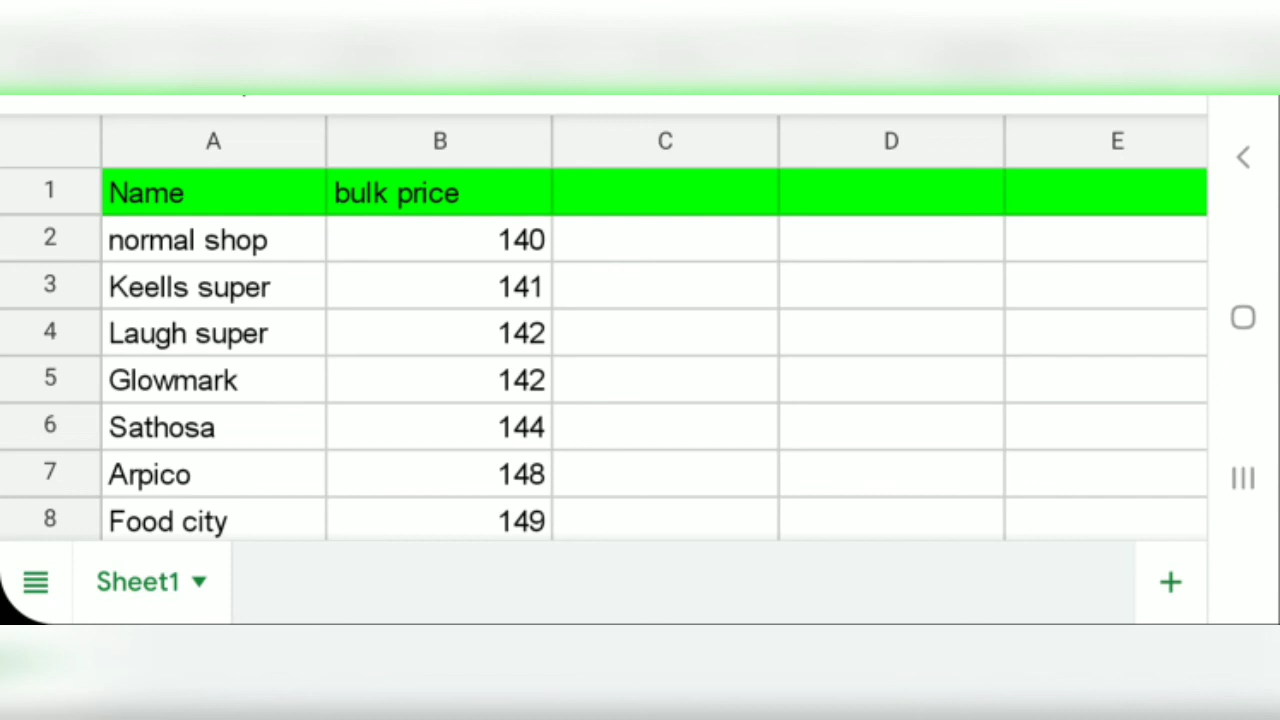 A B C D E
1 Name bulk price
2 normal shop 140
3 Keells super 141
4 Laugh super 142
5 Glowmark 142
6 Sathosa 144
7 Arpico 148
8 Food city 149
Sheet1